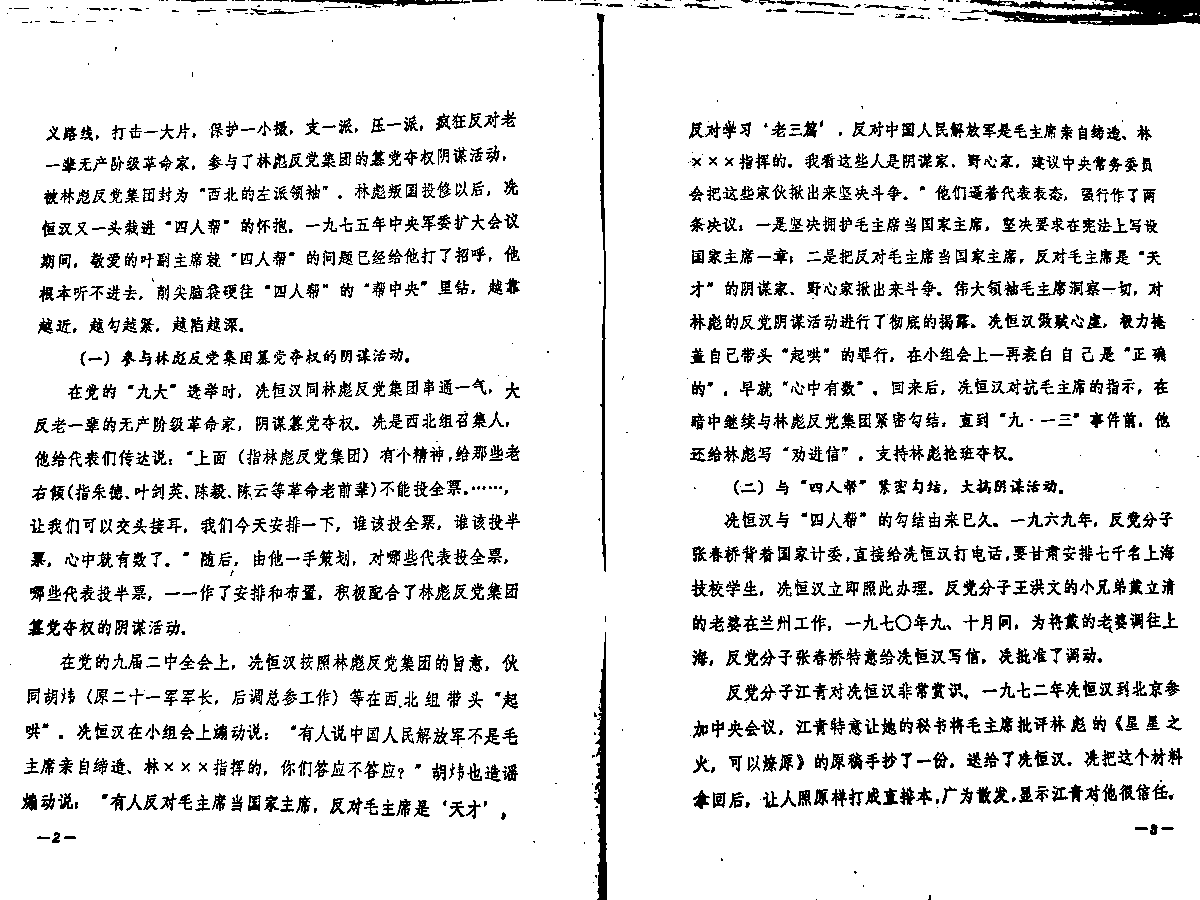 义路线，打击一大片，保护一小撮，支一派，压一派，疯狂反对老
一辈无产阶级革命家，参与了林彪反党集团的篡党夺权阴谋活动，
被林彪反党集团封为“西北的左派领袖”。林彪叛国投修以后，冼
恒汉又一头栽进“四人帮”的怀抱。一九七五年中央军委扩大会议
期间，敬爱的叶副主席就“四人帮”的问题已经给他打了招呼，他
根本听不进去，削尖脑袋硬往“四人帮”的“帮中央”里钻，越靠
越近，越勾越紧，越陷越深。
（一）参与林彪反党集团篡党夺权的阴谋活动。
在党的“九大”选举时，冼恒汉同林彪反党集团串通一气，大
反老一辈的无产阶级革命家，阴谋篡党夺权。冼是西北组召集人，
他给代表们传达说：“上面（指林彪反党集团）有个精神，给那些老
右倾（指朱德、叶剑英、陈毅、陈云等革命老前辈）不能投全票。……，
让我们可以交头接耳，我们今天安排一下，谁该投全票，谁该投半
票，心中就有数了。”随后，由他一手策划，对哪些代表投全票，
哪些代表投半票，一一作了安排和布置，积极配合了林彪反党集团
篡党夺权的阴谋活动。
在党的九届二中全会上，冼恒汉按照林彪反党集团的旨意，伙
同胡炜（原二十一军军长，后调总参工作）等在西北组带头“起
哄”。冼恒汉在小组会上煽动说：“有人说中国人民解放军不是毛
主席亲自缔造、林×××指挥的，你们答应不答应？”胡炜也造谣
煽动说：“有人反对毛主席当国家主席，反对毛主席是‘天才’，
—2—
反对学习‘老三篇’，反对中国人民解放军是毛主席亲自缔造、林
×××指挥的。我看这些人是阴谋家、野心家，建议中央常务委员
会把这些家伙揪出来坚决斗争。”他们逼着代表表态，强行作了两
条决议：一是坚决拥护毛主席当国家主席，坚决要求在宪法上写设
国家主席一章；二是把反对毛主席当国家主席，反对毛主席是“天
才”的阴谋家、野心家揪出来斗争。伟大领袖毛主席洞察一切，对
林彪的反党阴谋活动进行了彻底的揭露。冼恒汉做贼心虚，极力掩
盖自己带头“起哄”的罪行，在小组会上一再表白自己是“正确
的”，早就“心中有数”。回来后，冼恒汉对抗毛主席的指示，在
暗中继续与林彪反党集团紧密勾结，直到“九·一三”事件前，他
还给林彪写“劝进信”，支持林彪抢班夺权。
（二）与“四人帮”紧密勾结，大搞阴谋活动。
冼恒汉与“四人帮”的勾结由来已久。一九六九年，反党分子
张春桥背着国家计委，直接给冼恒汉打电话，要甘肃安排七千名上海
技校学生，冼恒汉立即照此办理。反党分子王洪文的小兄弟戴立清
的老婆在兰州工作，一九七〇年九、十月间，为将戴的老婆调往上
海，反党分子张春桥特意给冼恒汉写信，冼批准了调动。
反党分子江青对冼恒汉非常赏识。一九七二年冼恒汉到北京参
加中央会议，江青特意让她的秘书将毛主席批评林彪的《星星之
火，可以燎原》的原稿手抄了一份，送给了冼恒汉。冼把这个材料
拿回后，让人照原样打成直排本，广为散发，显示江青对他很信任。
—3—